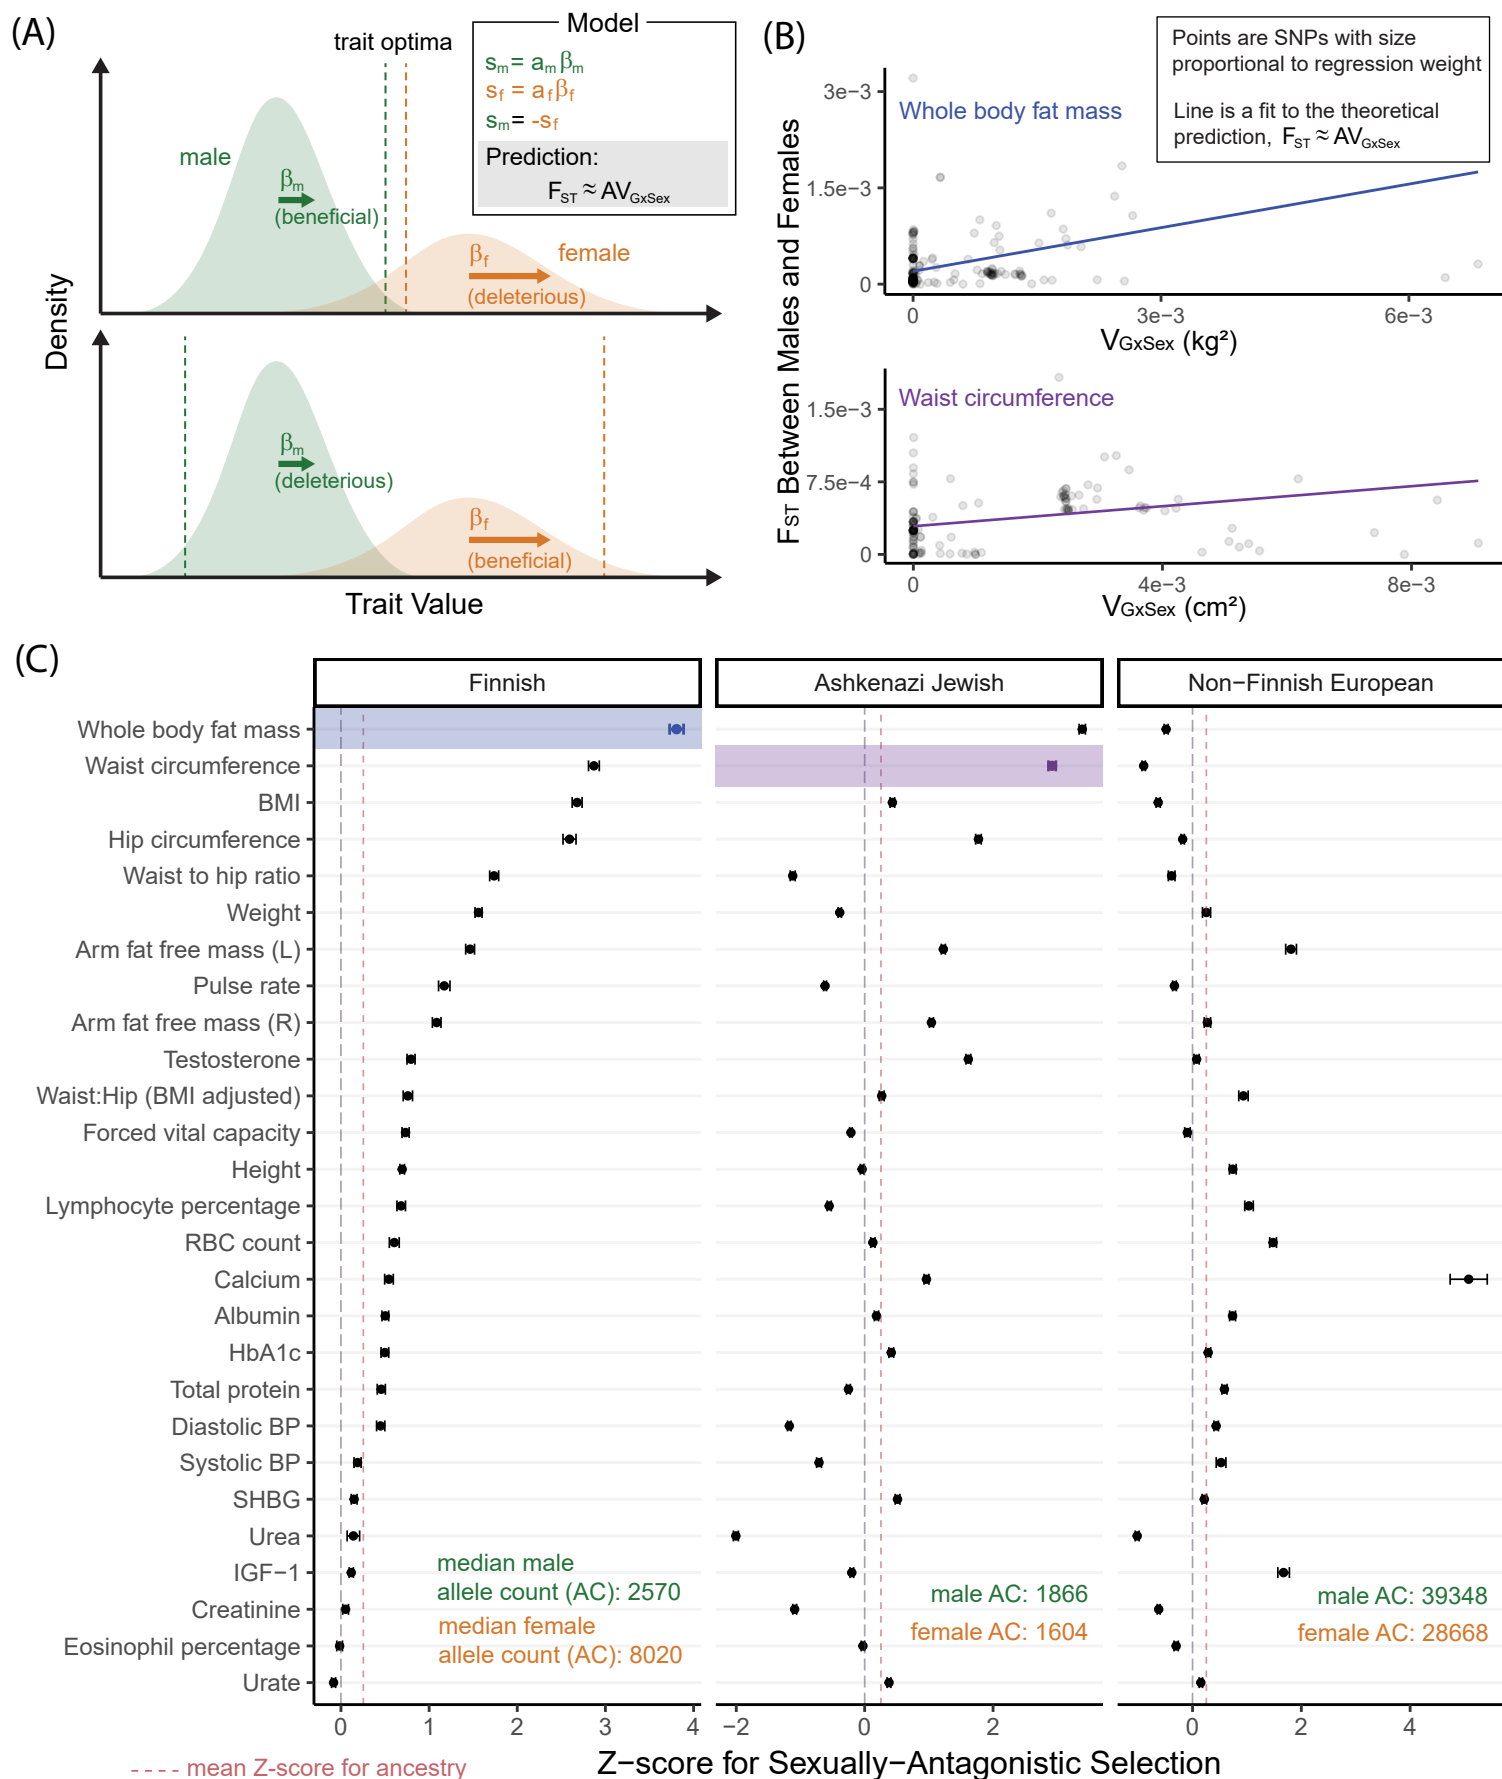 (A)
trait optima
Model
sm = amβm
sf = afβf
sm = -sf
Prediction:
FST ≈ AVGxSex
male
βm
(beneficial)
βf
female
(deleterious)
βm
(deleterious)
βf
(beneficial)
Density
Trait Value
(B)
Points are SNPs with size
proportional to regression weight
Line is a fit to the theoretical
prediction, FST ≈ AVGxSex
Whole body fat mass
3e−3
1.5e−3
0
0
3e−3
6e−3
VGxSex (kg²)
FST Between Males and Females
Waist circumference
1.5e−3
7.5e−4
0
0
4e−3
8e−3
VGxSex (cm²)
(C)
Finnish
Ashkenazi Jewish
Non−Finnish European
Whole body fat mass
Waist circumference
BMI
Hip circumference
Waist to hip ratio
Weight
Arm fat free mass (L)
Pulse rate
Arm fat free mass (R)
Testosterone
Waist:Hip (BMI adjusted)
Forced vital capacity
Height
Lymphocyte percentage
RBC count
Calcium
Albumin
HbA1c
Total protein
Diastolic BP
Systolic BP
SHBG
Urea
IGF−1
Creatinine
Eosinophil percentage
Urate
median male
allele count (AC): 2570
median female
allele count (AC): 8020
male AC: 1866
female AC: 1604
male AC: 39348
female AC: 28668
0 1 2 3 4
−2 0 2
0 2 4
---- mean Z-score for ancestry
Z−score for Sexually−Antagonistic Selection